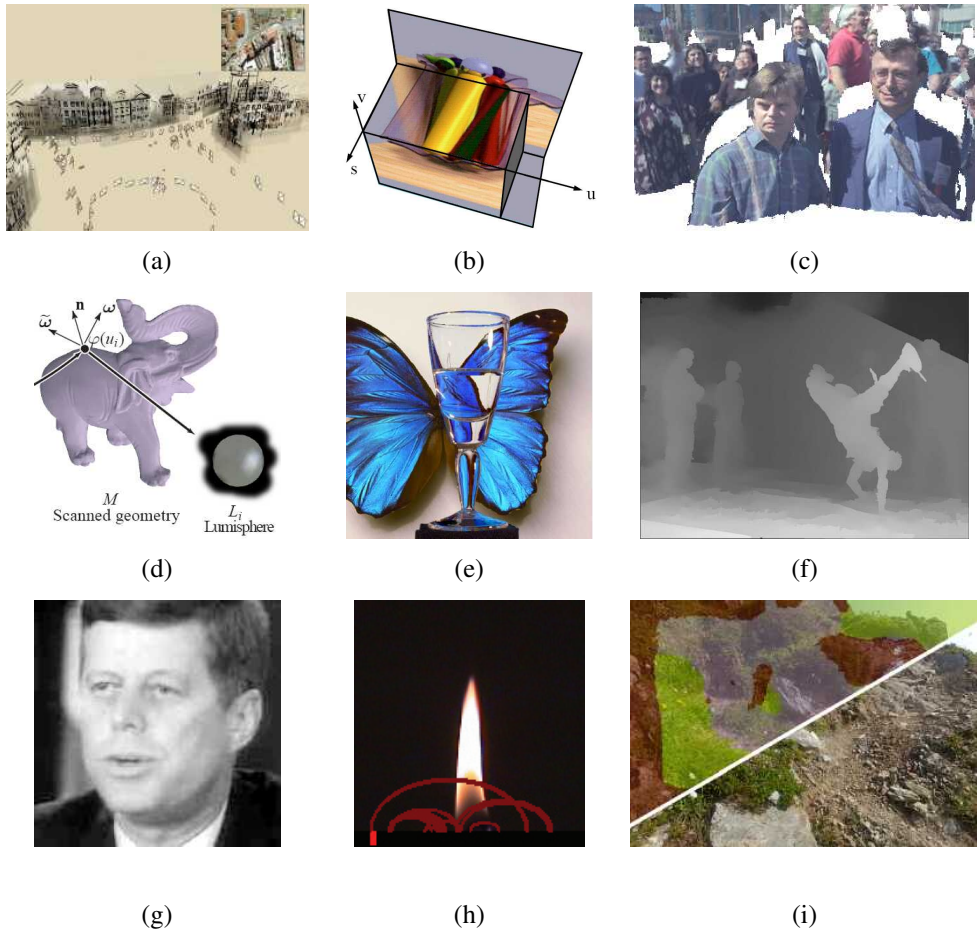 (a)
(b)
v
s
u
(c)
n
ω
ω̃
φ(uᵢ)
M
Scanned geometry
Lᵢ
Lumisphere
(d)
(e)
(f)
(g)
(h)
(i)